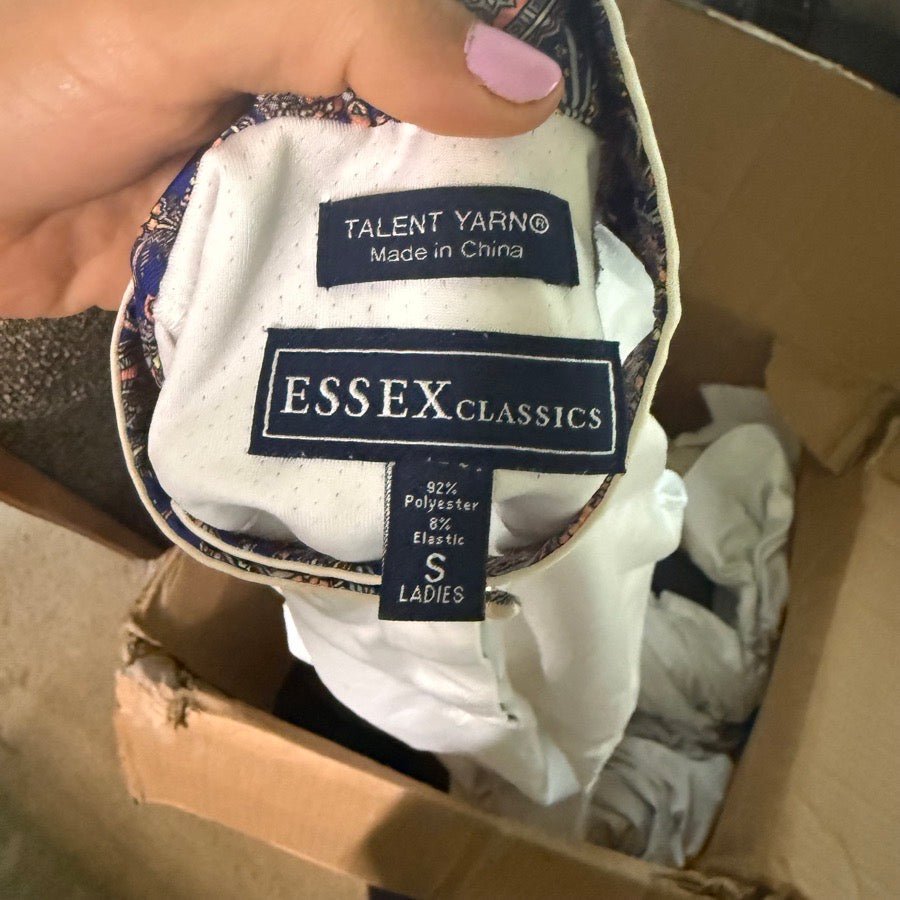 TALENT YARN®
Made in China
ESSEX CLASSICS
92%
Polyester
8%
Elastic
S
LADIES